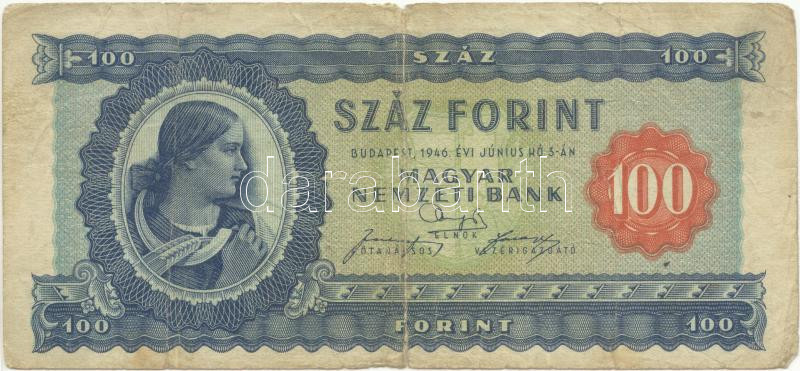 100 SZÁZ 100
SZÁZ FORINT
BUDAPEST, 1946. ÉVI JÚNIUS HÓ 3-ÁN
MAGYAR
NEMZETI BANK
100
ELNÖK
FŐTANÁCSOS VEZÉRIGAZGATÓ
100 FORINT 100